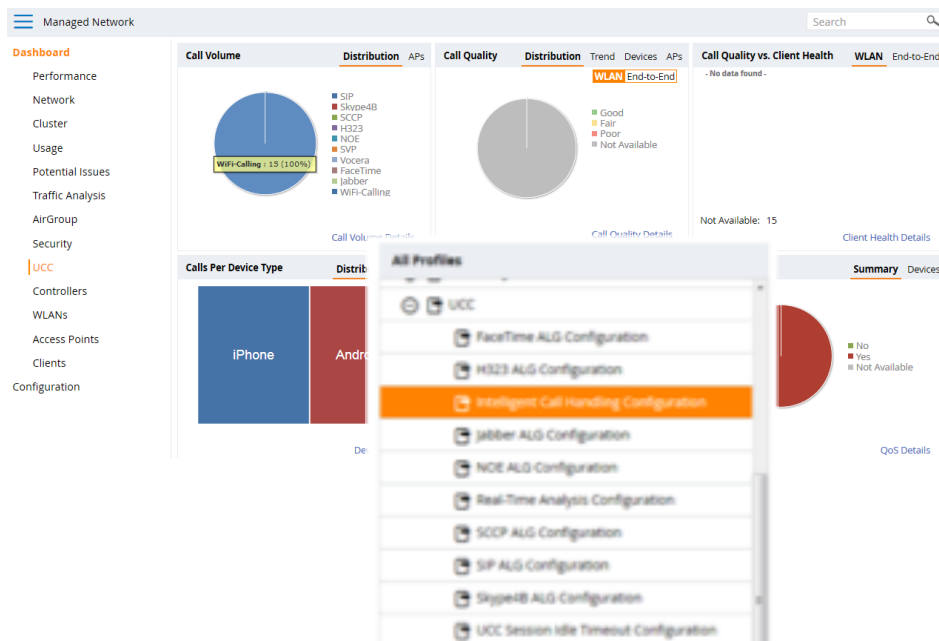 Managed Network
Search
Dashboard
Performance
Network
Cluster
Usage
Potential Issues
Traffic Analysis
AirGroup
Security
UCC
Controllers
WLANs
Access Points
Clients
Configuration
Call Volume Distribution APs
SIP
Skype4B
SCCP
H323
NOE
SVP
Vocera
FaceTime
Jabber
WiFi-Calling
WiFi-Calling : 15 (100%)
Call Volume Details
Call Quality Distribution Trend Devices APs
WLAN End-to-End
Good
Fair
Poor
Not Available
Call Quality Details
Call Quality vs. Client Health WLAN End-to-End
- No data found -
Not Available: 15
Client Health Details
Calls Per Device Type Distrib
iPhone
Andro
De
All Profiles
UCC
FaceTime ALG Configuration
H323 ALG Configuration
Intelligent Call Handling Configuration
Jabber ALG Configuration
NOE ALG Configuration
Real-Time Analysis Configuration
SCCP ALG Configuration
SIP ALG Configuration
Skype4B ALG Configuration
UCC Session Idle Timeout Configuration
Summary Devices
No
Yes
Not Available
QoS Details